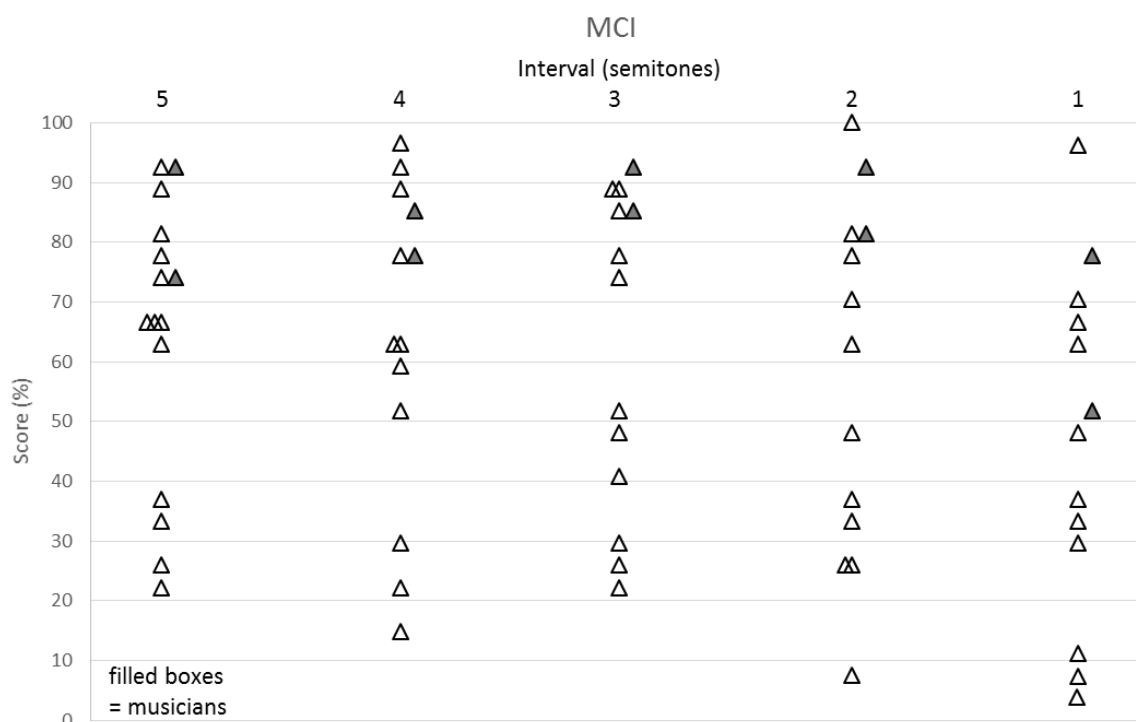 MCI
Interval (semitones)
5 4 3 2 1
100
90
80
70
60
50
40
30
20
10
0
Score (%)
filled boxes
= musicians